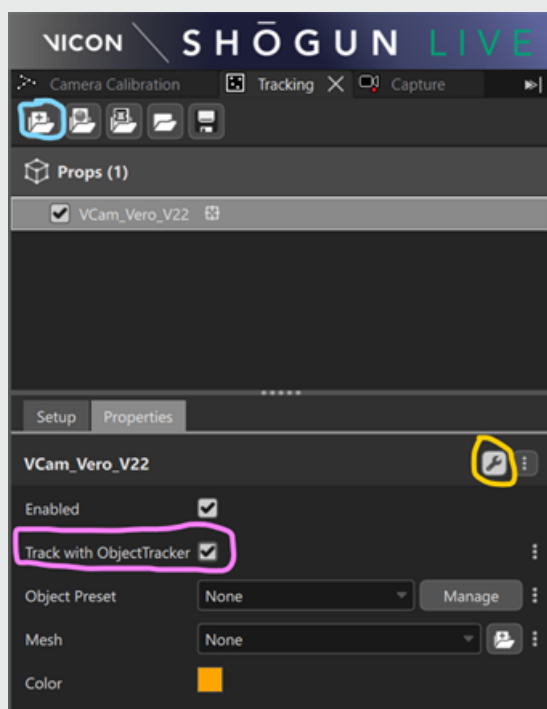 VICON SHŌGUN LIVE
Camera Calibration Tracking Capture
Props (1)
VCam_Vero_V22
Setup Properties
VCam_Vero_V22
Enabled
Track with ObjectTracker
Object Preset None Manage
Mesh None
Color